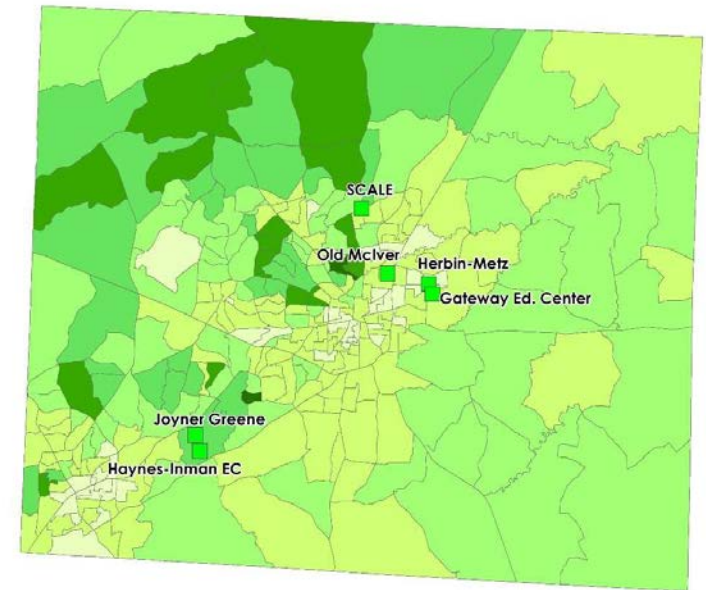 SCALE
Old McIver
Herbin-Metz
Gateway Ed. Center
Joyner Greene
Haynes-Inman EC